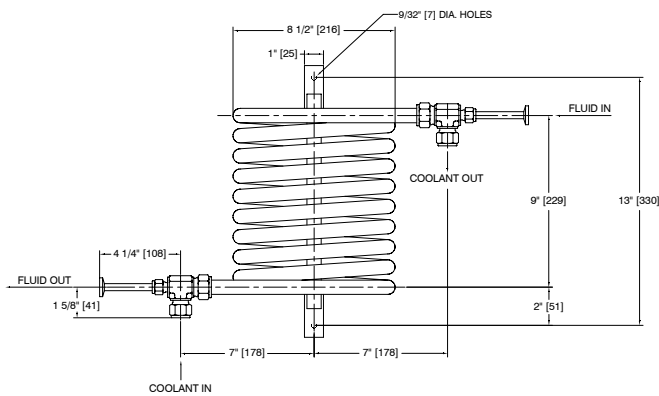 9/32" [7] DIA. HOLES
8 1/2" [216]
1" [25]
FLUID IN
COOLANT OUT
9" [229]
13" [330]
4 1/4" [108]
FLUID OUT
1 5/8" [41]
2" [51]
7" [178]
7" [178]
COOLANT IN